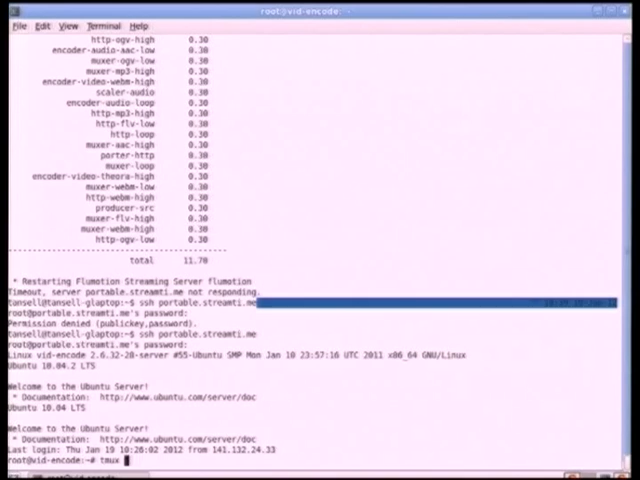 root@vid-encode: ~
File Edit View Terminal Help
http-ogv-high 0.30
encoder-audio-aac-low 0.30
muxer-ogv-low 0.30
muxer-mp3-high 0.30
encoder-video-webm-high 0.30
scaler-audio 0.30
encoder-audio-loop 0.30
http-mp3-high 0.30
http-flv-low 0.30
http-loop 0.30
muxer-aac-high 0.30
porter-http 0.30
muxer-loop 0.30
encoder-video-theora-high 0.30
muxer-webm-low 0.30
http-webm-high 0.30
producer-src 0.30
muxer-flv-high 0.30
muxer-webm-high 0.30
http-ogv-low 0.30
----------------------------------------
total 11.70
* Restarting Flumotion Streaming Server flumotion
Timeout, server portable.streamti.me not responding.
tansell@tansell-glaptop:~$ ssh portable.streamti.me
root@portable.streamti.me's password:
Permission denied (publickey,password).
tansell@tansell-glaptop:~$ ssh portable.streamti.me
root@portable.streamti.me's password:
Linux vid-encode 2.6.32-28-server #55-Ubuntu SMP Mon Jan 10 23:57:16 UTC 2011 x86_64 GNU/Linux
Ubuntu 10.04.2 LTS
Welcome to the Ubuntu Server!
* Documentation: http://www.ubuntu.com/server/doc
Ubuntu 10.04 LTS
Welcome to the Ubuntu Server!
* Documentation: http://www.ubuntu.com/server/doc
Last login: Thu Jan 19 10:26:02 2012 from 141.132.24.33
root@vid-encode:~# tmux